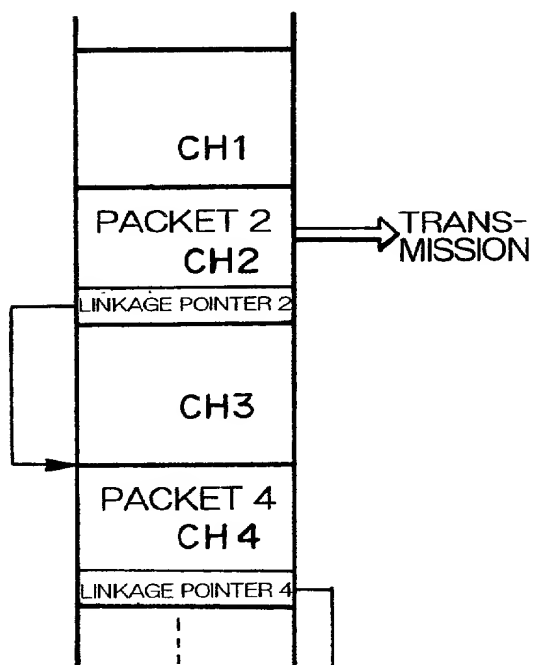 CH1
PACKET 2
CH2
TRANS-
MISSION
LINKAGE POINTER 2
CH3
PACKET 4
CH4
LINKAGE POINTER 4